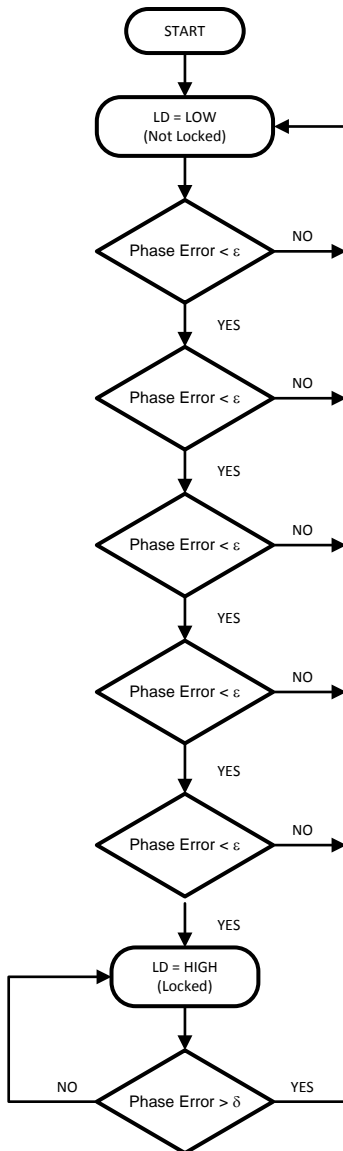 START
LD = LOW
(Not Locked)
Phase Error < ε
NO
YES
Phase Error < ε
NO
YES
Phase Error < ε
NO
YES
Phase Error < ε
NO
YES
Phase Error < ε
NO
YES
LD = HIGH
(Locked)
NO
Phase Error > δ
YES